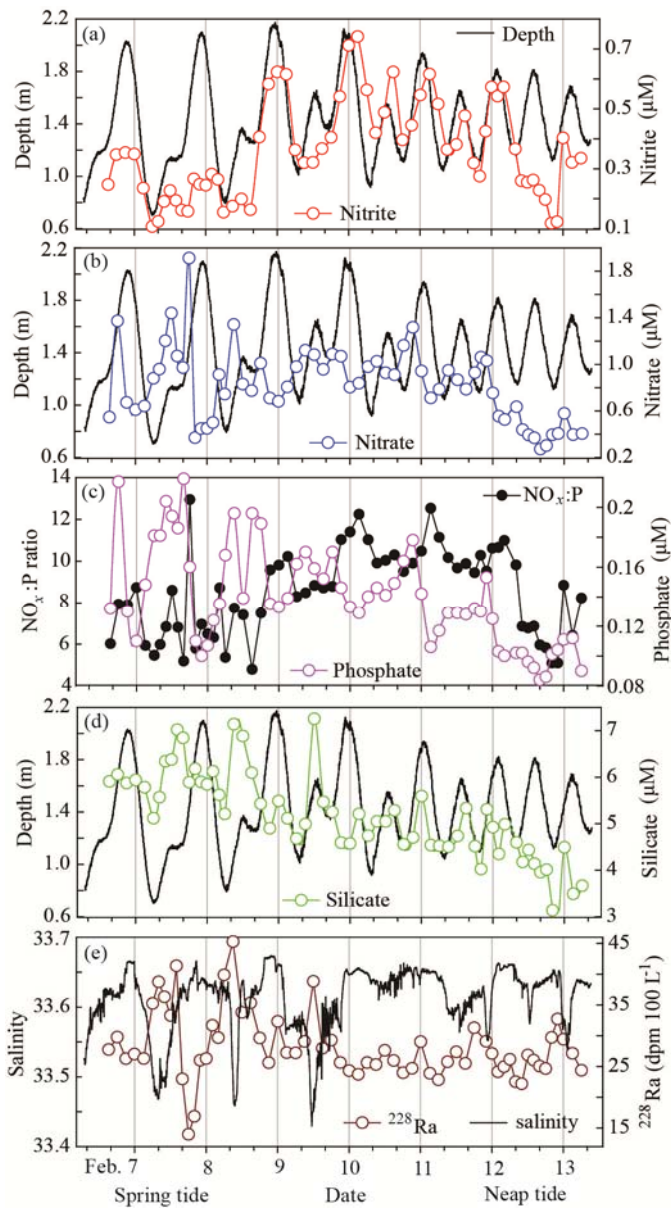 (a)
Depth
Depth (m)
2.2
1.8
1.4
1.0
0.6
Nitrite
0.7
0.5
0.3
0.1
Nitrite (μM)
(b)
Depth (m)
2.2
1.8
1.4
1.0
0.6
Nitrate
1.8
1.4
1.0
0.6
0.2
Nitrate (μM)
(c)
NOx:P
NOx:P ratio
14
12
10
8
6
4
Phosphate
0.2
0.16
0.12
0.08
Phosphate (μM)
(d)
Depth (m)
2.2
1.8
1.4
1.0
0.6
Silicate
7
6
5
4
3
Silicate (μM)
(e)
Salinity
33.7
33.6
33.5
33.4
228Ra
salinity
45
35
25
15
228Ra (dpm 100 L-1)
Feb. 7 8 9 10 11 12 13
Spring tide Date Neap tide